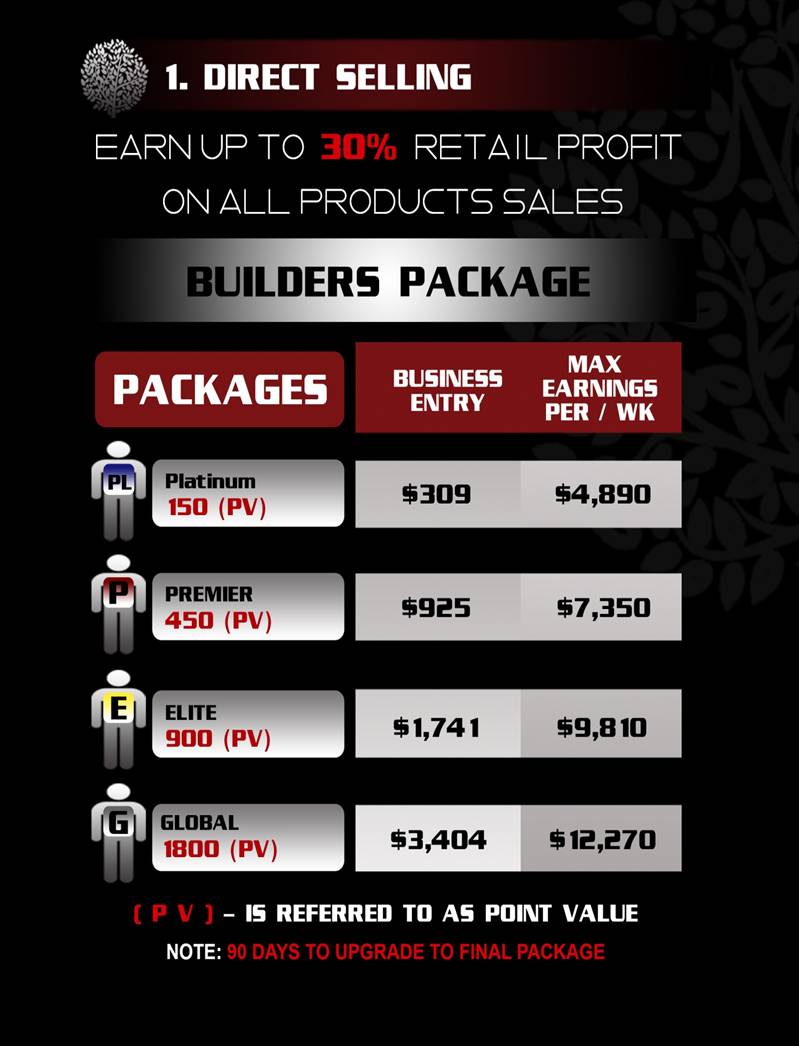 1. DIRECT SELLING
EARN UP TO 30% RETAIL PROFIT
ON ALL PRODUCTS SALES
BUILDERS PACKAGE
PACKAGES
BUSINESS
ENTRY
MAX
EARNINGS
PER / WK
PL
Platinum
150 (PV)
$309
$4,890
P
PREMIER
450 (PV)
$925
$7,350
E
ELITE
900 (PV)
$1,741
$9,810
G
GLOBAL
1800 (PV)
$3,404
$12,270
( P V ) – IS REFERRED TO AS POINT VALUE
NOTE: 90 DAYS TO UPGRADE TO FINAL PACKAGE